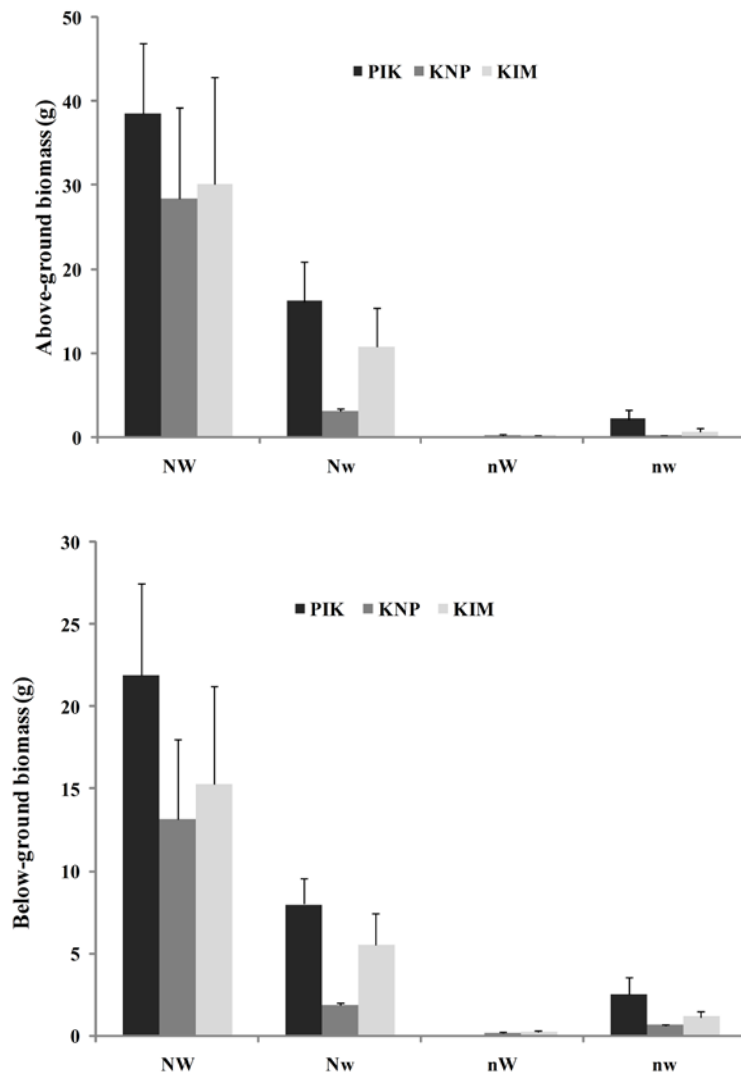 50
PIK KNP KIM
40
30
20
10
0
Above-ground biomass (g)
NW Nw nW nw
30
PIK KNP KIM
25
20
15
10
5
0
Below-ground biomass (g)
NW Nw nW nw